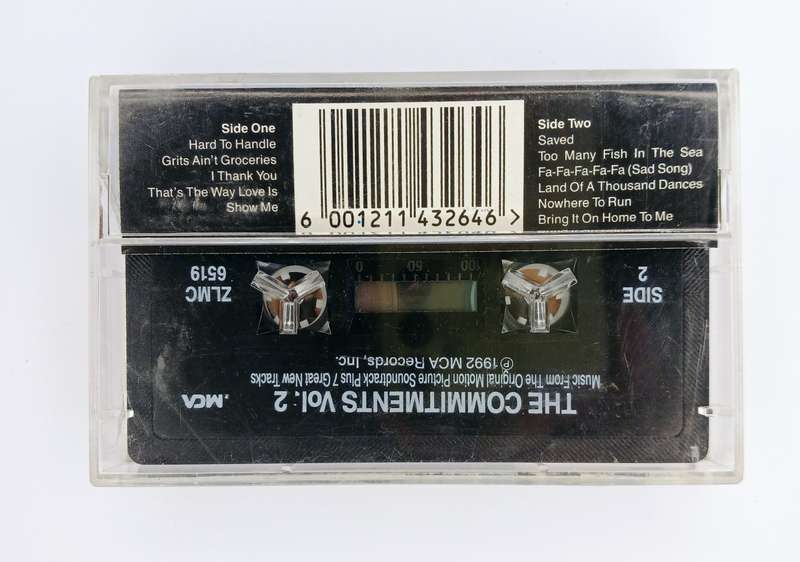 Side One
Hard To Handle
Grits Ain't Groceries
I Thank You
That's The Way Love Is
Show Me
6 001211 432646 >
Side Two
Saved
Too Many Fish In The Sea
Fa-Fa-Fa-Fa-Fa (Sad Song)
Land Of A Thousand Dances
Nowhere To Run
Bring It On Home To Me
THE COMMITMENTS Vol. 2
Music From The Original Motion Picture Soundtrack Plus 7 Great New Tracks
℗ 1992 MCA Records, Inc.
.MCA
SIDE
2
100 50 0
ZLMC
6519